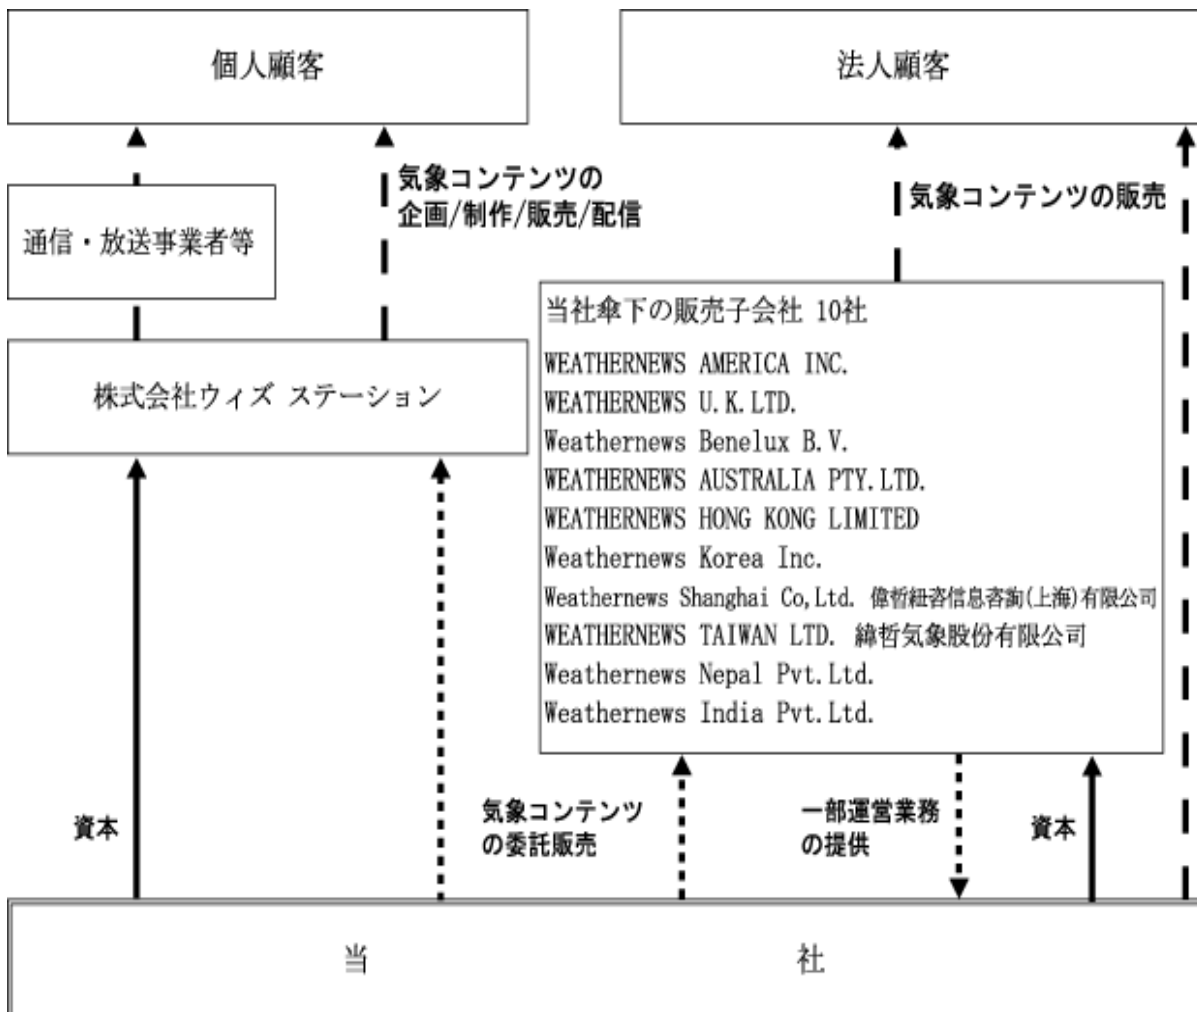 個人顧客
法人顧客
気象コンテンツの
企画/制作/販売/配信
気象コンテンツの販売
通信・放送事業者等
株式会社ウィズ ステーション
当社傘下の販売子会社 10社
WEATHERNEWS AMERICA INC.
WEATHERNEWS U.K.LTD.
Weathernews Benelux B.V.
WEATHERNEWS AUSTRALIA PTY.LTD.
WEATHERNEWS HONG KONG LIMITED
Weathernews Korea Inc.
Weathernews Shanghai Co,Ltd. 偉哲紐咨信息咨詢(上海)有限公司
WEATHERNEWS TAIWAN LTD. 緯哲気象股份有限公司
Weathernews Nepal Pvt.Ltd.
Weathernews India Pvt.Ltd.
資本
気象コンテンツ
の委託販売
一部運営業務
の提供
資本
当 社